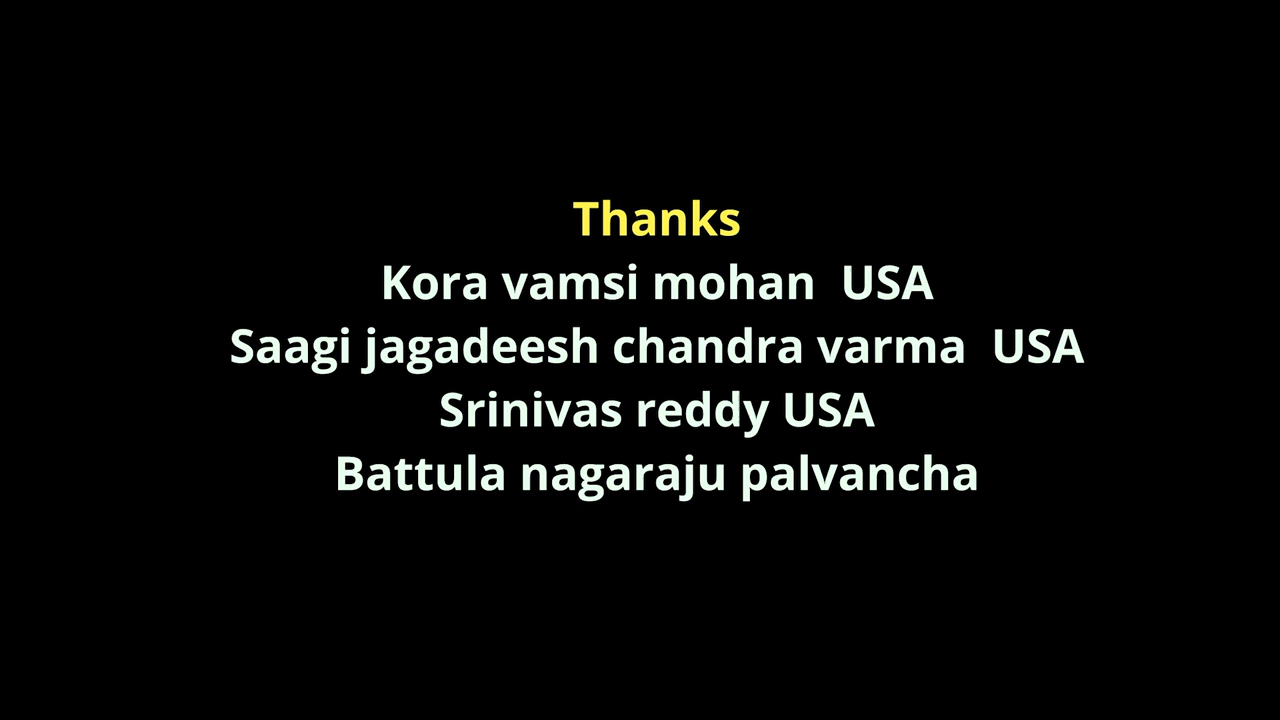 Thanks
Kora vamsi mohan  USA
Saagi jagadeesh chandra varma  USA
Srinivas reddy USA
Battula nagaraju palvancha